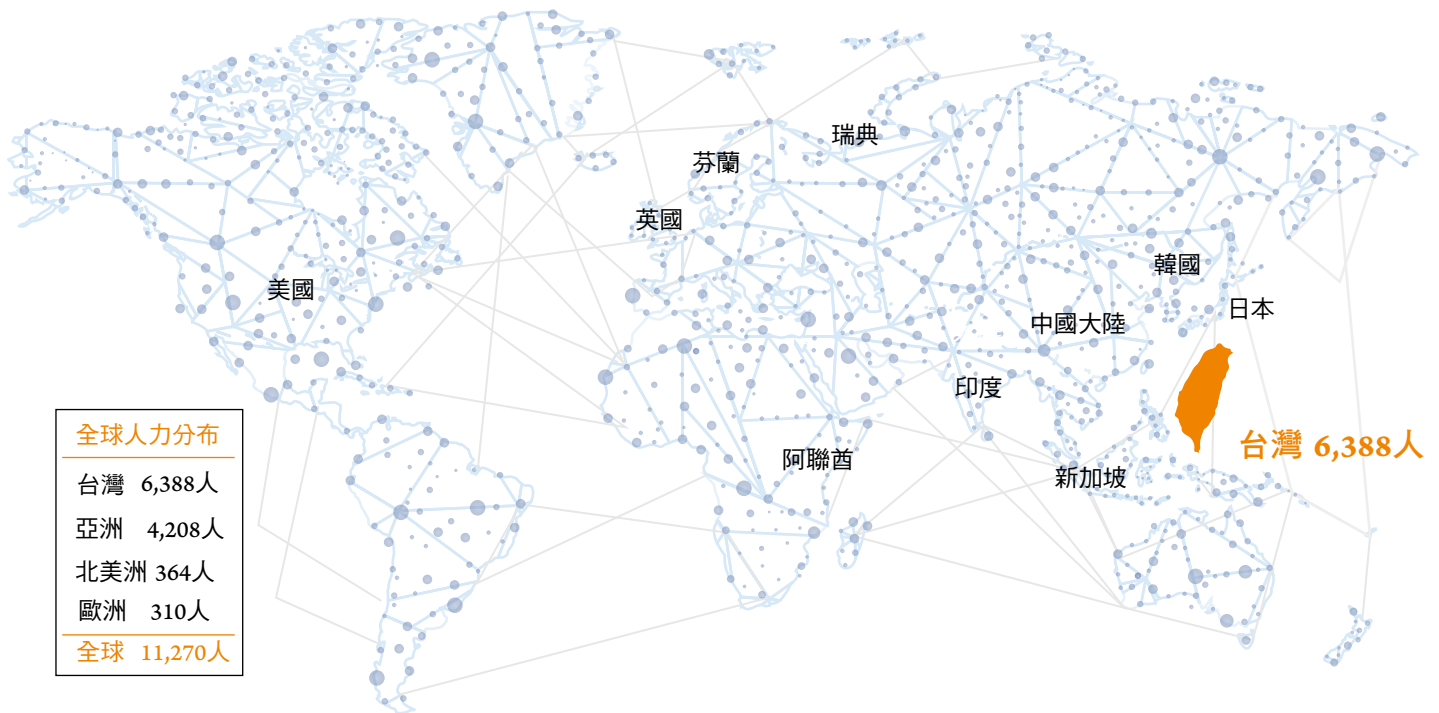 瑞典
芬蘭
英國
美國
韓國
日本
中國大陸
印度
阿聯酋
新加坡
台灣 6,388人
全球人力分布
台灣 6,388人
亞洲 4,208人
北美洲 364人
歐洲 310人
全球 11,270人